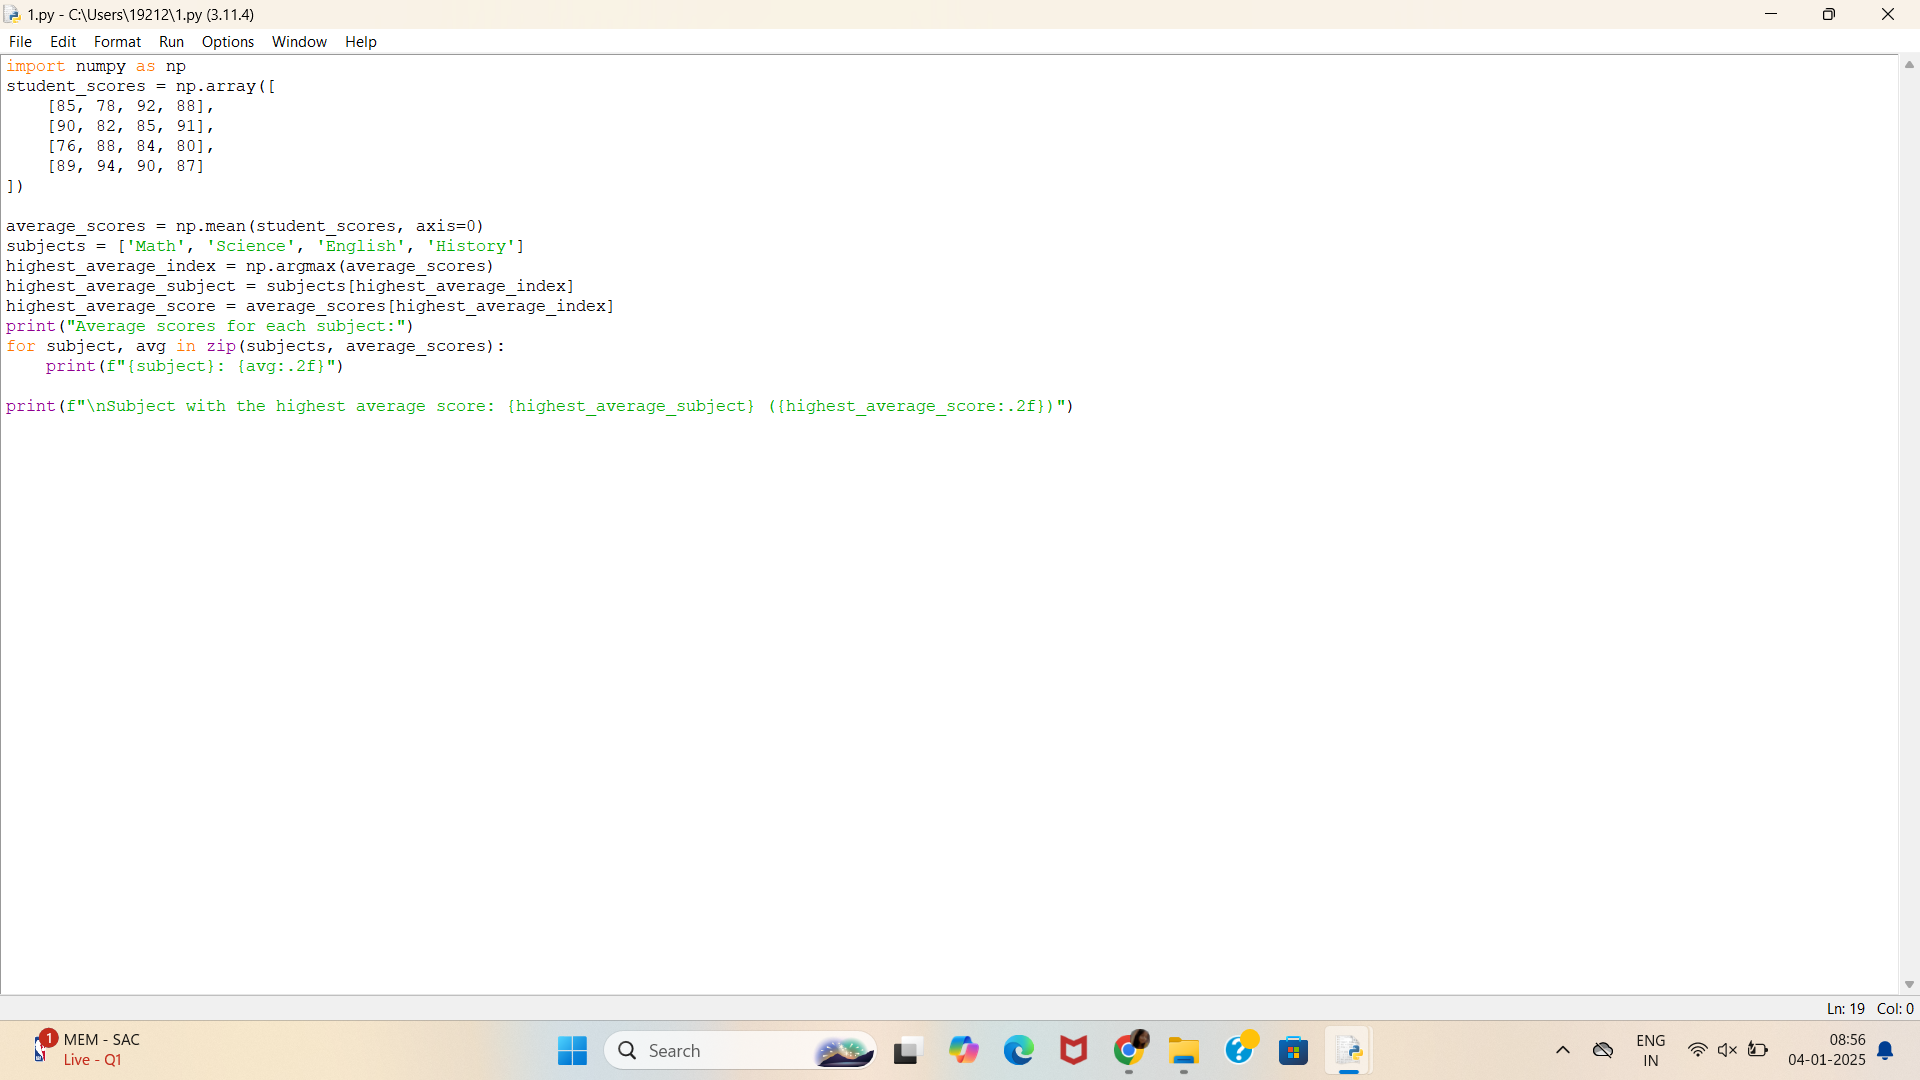 1.py - C:\Users\19212\1.py (3.11.4)
File Edit Format Run Options Window Help
import numpy as np
student_scores = np.array([
    [85, 78, 92, 88],
    [90, 82, 85, 91],
    [76, 88, 84, 80],
    [89, 94, 90, 87]
])

average_scores = np.mean(student_scores, axis=0)
subjects = ['Math', 'Science', 'English', 'History']
highest_average_index = np.argmax(average_scores)
highest_average_subject = subjects[highest_average_index]
highest_average_score = average_scores[highest_average_index]
print("Average scores for each subject:")
for subject, avg in zip(subjects, average_scores):
    print(f"{subject}: {avg:.2f}")

print(f"\nSubject with the highest average score: {highest_average_subject} ({highest_average_score:.2f})")
Ln: 19 Col: 0
1
MEM - SAC
Live - Q1
Search
ENG
IN
08:56
04-01-2025